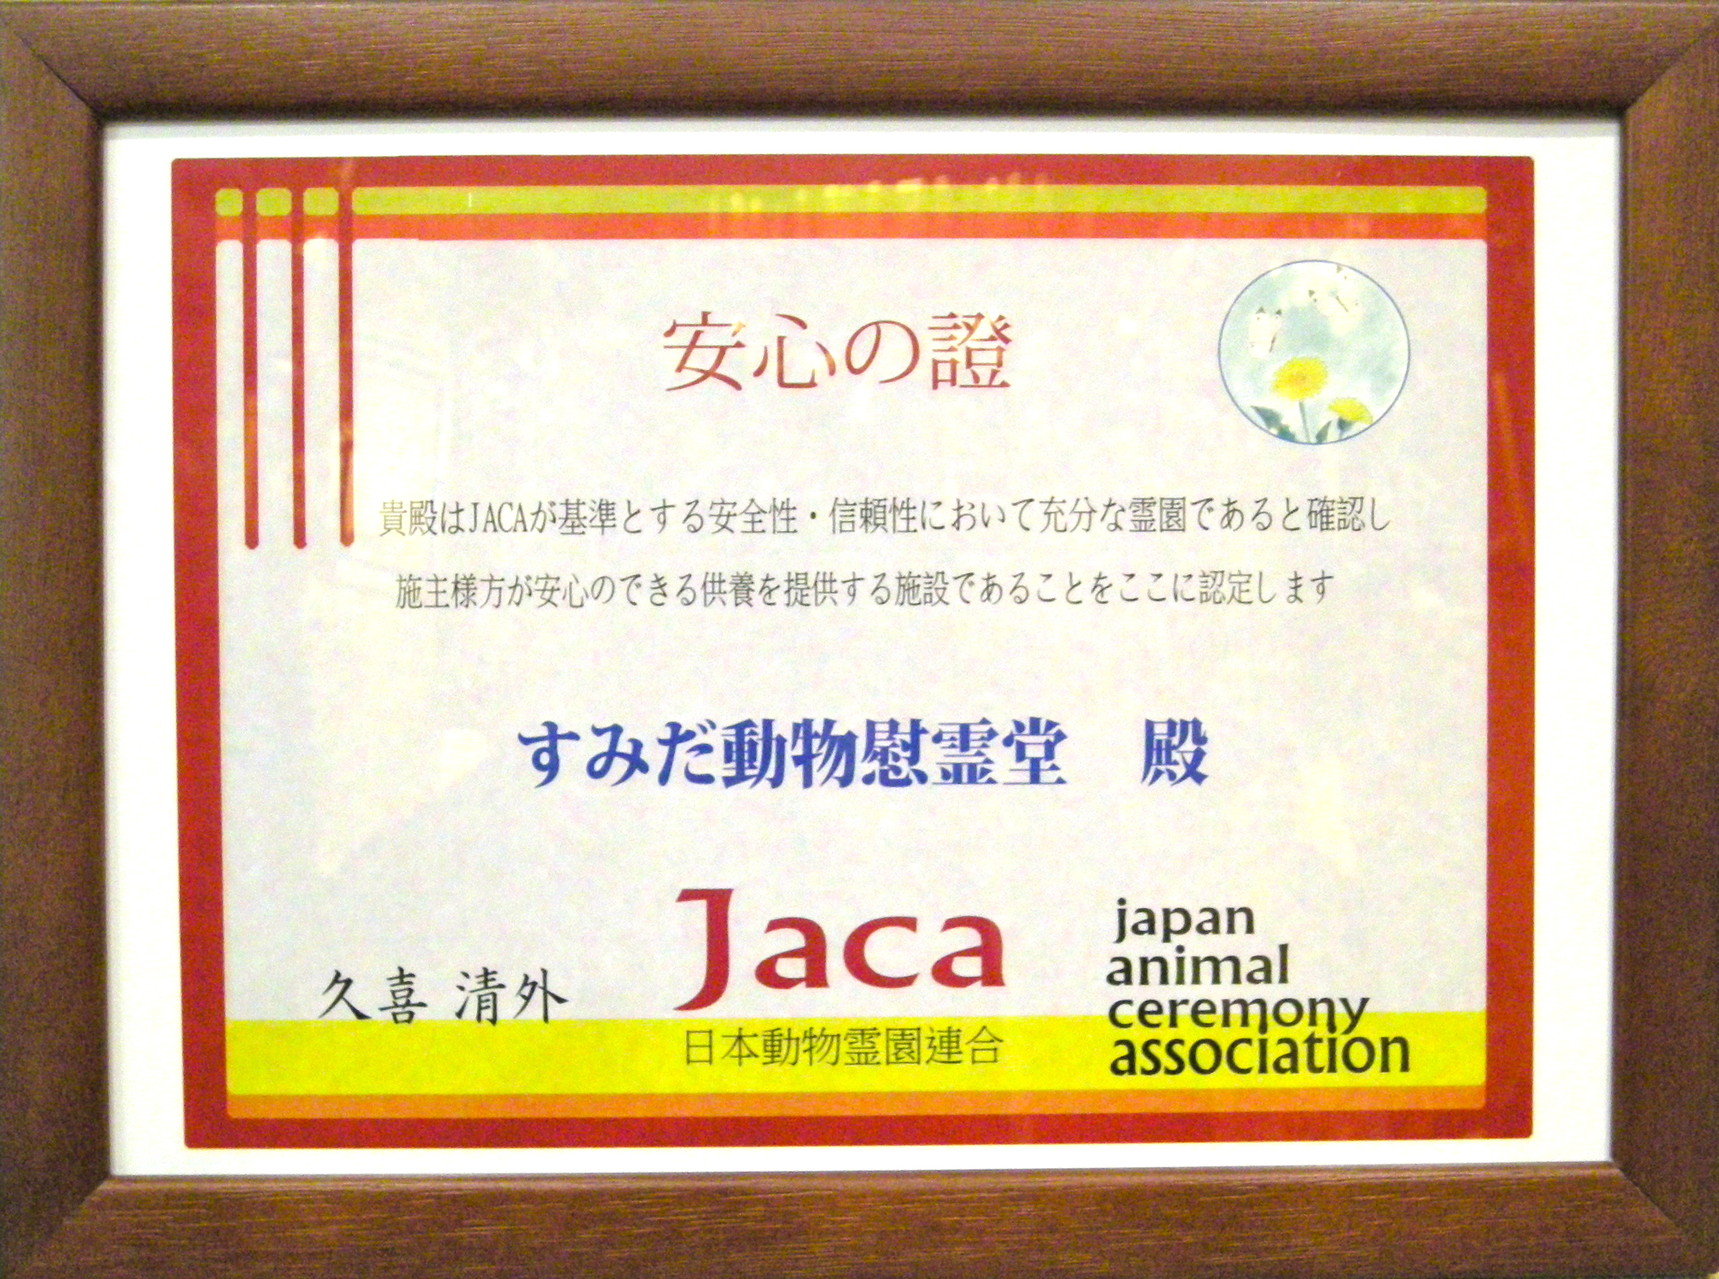 安心の證
貴殿はJACAが基準とする安全性・信頼性において充分な霊園であると確認し
施主様方が安心のできる供養を提供する施設であることをここに認定します
すみだ動物慰霊堂　殿
久喜 清外
Jaca
日本動物霊園連合
japan
animal
ceremony
association